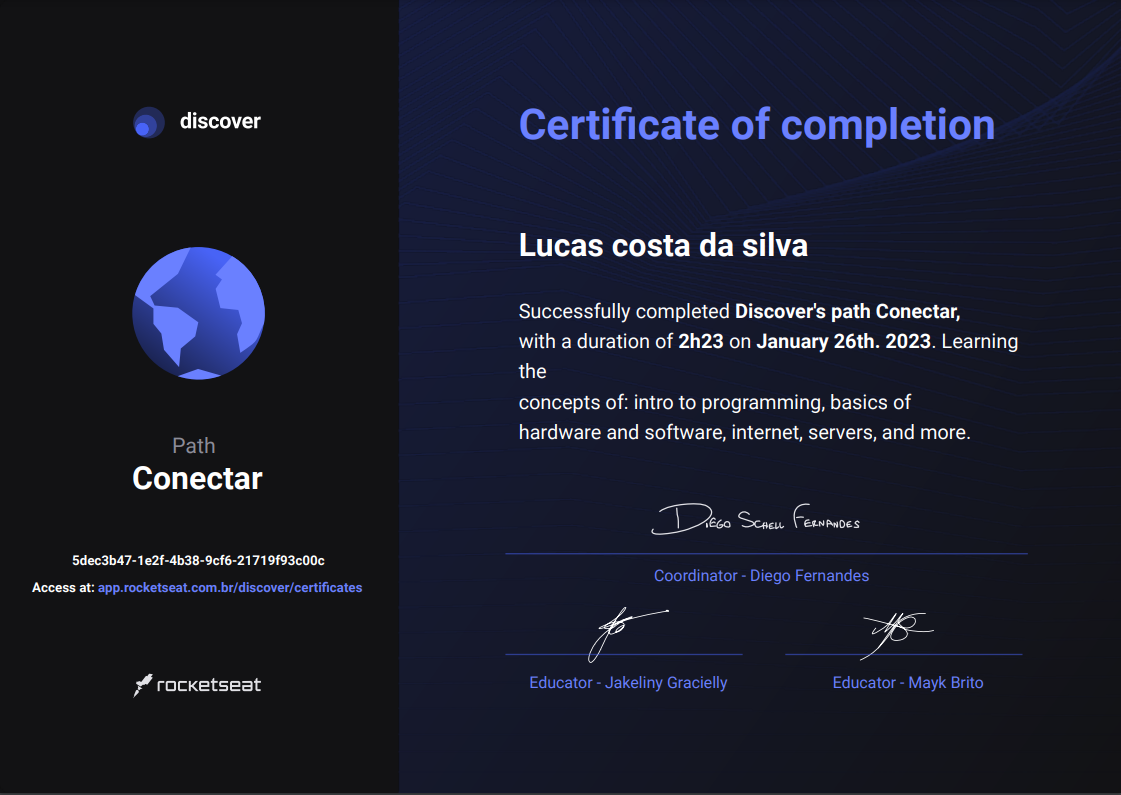 discover
Path
Conectar
5dec3b47-1e2f-4b38-9cf6-21719f93c00c
Access at: app.rocketseat.com.br/discover/certificates
rocketseat
Certificate of completion
Lucas costa da silva
Successfully completed Discover's path Conectar,
with a duration of 2h23 on January 26th. 2023. Learning
the
concepts of: intro to programming, basics of
hardware and software, internet, servers, and more.
Diego Schell Fernandes
Coordinator - Diego Fernandes
Educator - Jakeliny Gracielly
Educator - Mayk Brito